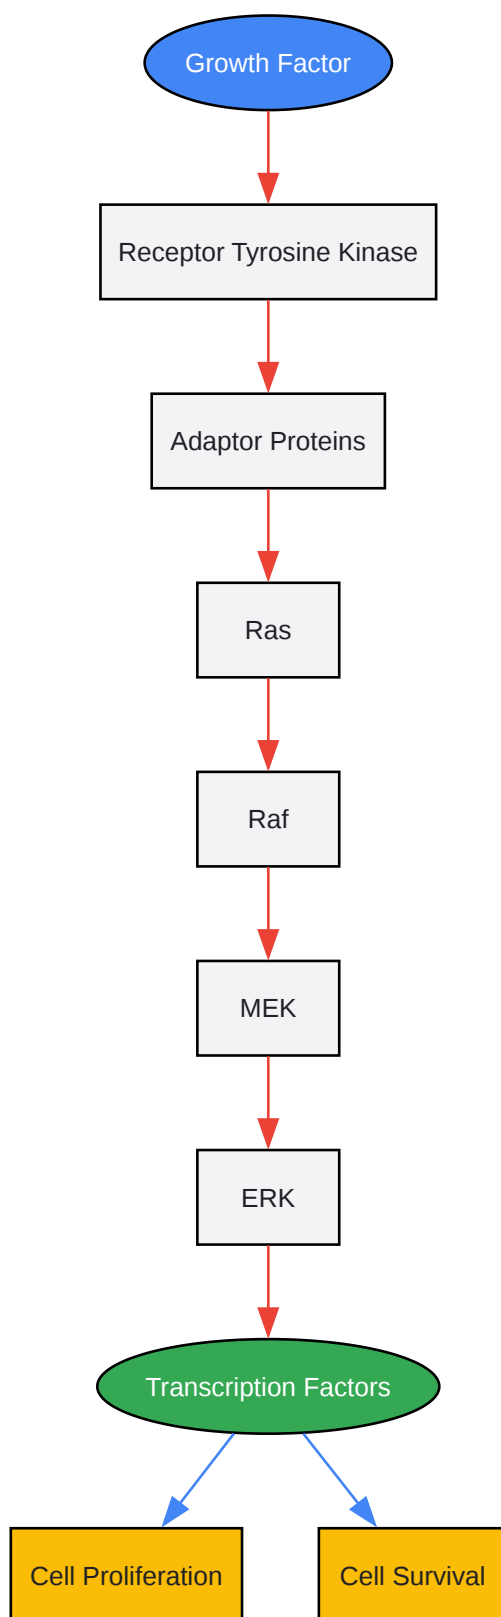 Growth Factor
Receptor Tyrosine Kinase
Adaptor Proteins
Ras
Raf
MEK
ERK
Transcription Factors
Cell Proliferation
Cell Survival